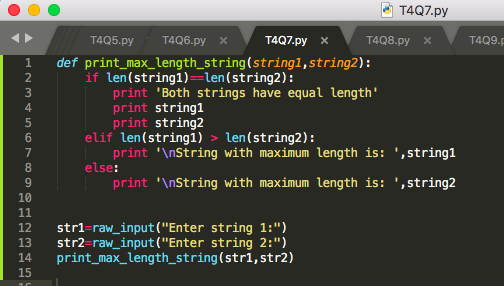 T4Q7.py
T4Q5.py T4Q6.py × T4Q7.py × T4Q8.py × T4Q9.
1 def print_max_length_string(string1,string2):
2     if len(string1)==len(string2):
3         print 'Both strings have equal length'
4         print string1
5         print string2
6     elif len(string1) > len(string2):
7         print '\nString with maximum length is: ',string1
8     else:
9         print '\nString with maximum length is: ',string2
10
11
12 str1=raw_input("Enter string 1:")
13 str2=raw_input("Enter string 2:")
14 print_max_length_string(str1,str2)
15
16